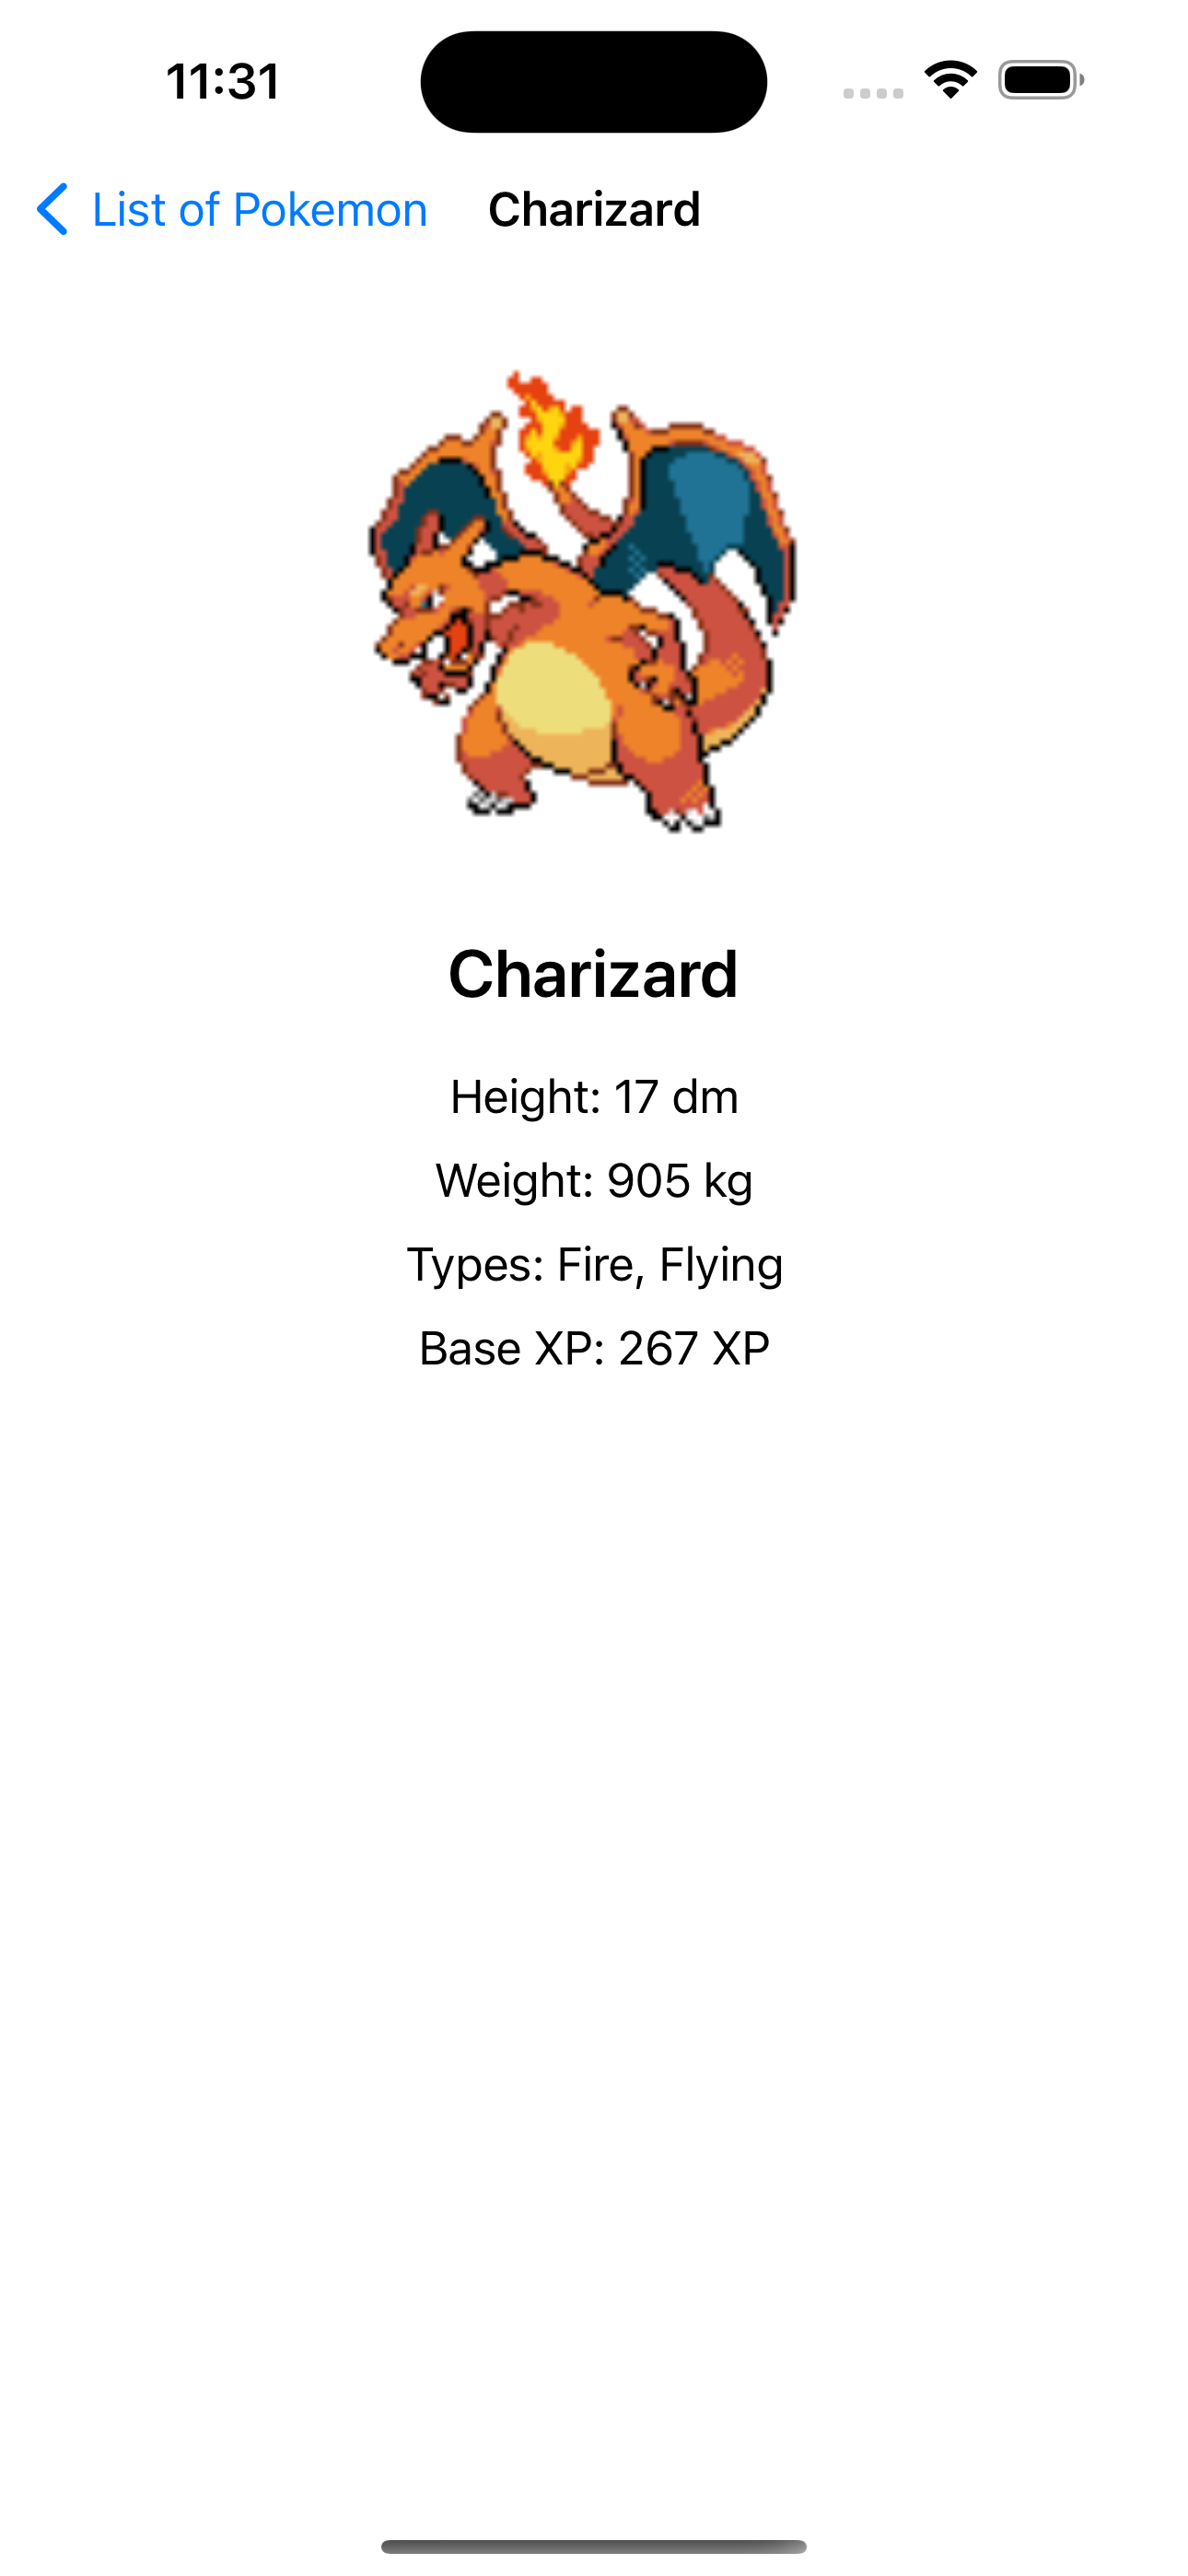 11:31
List of Pokemon Charizard
Charizard
Height: 17 dm
Weight: 905 kg
Types: Fire, Flying
Base XP: 267 XP